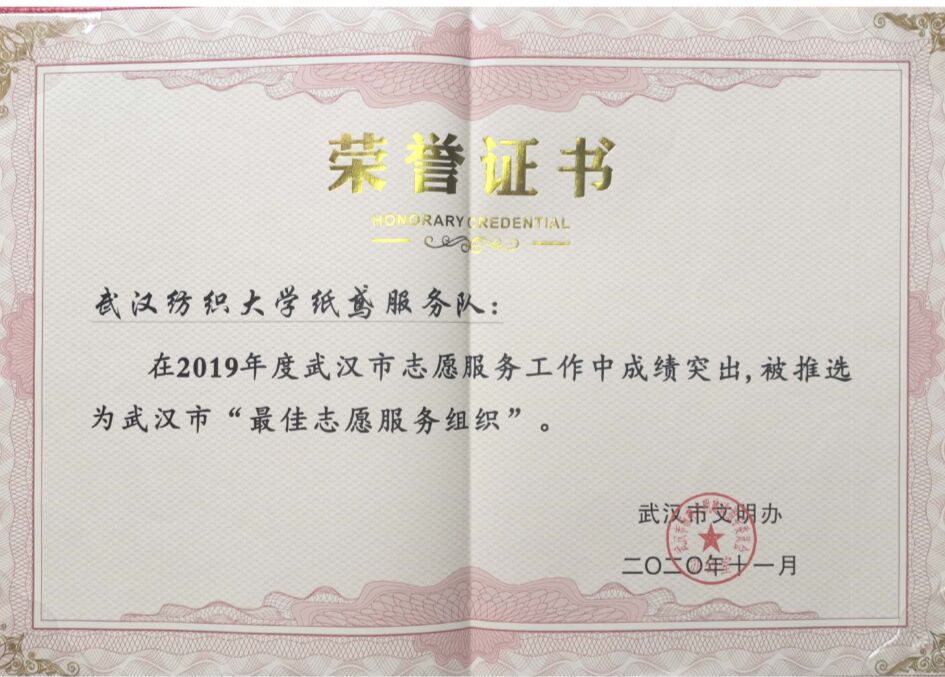 荣誉证书
HONORARY CREDENTIAL
武汉纺织大学纸鸢服务队：
在2019年度武汉市志愿服务工作中成绩突出，被推选
为武汉市“最佳志愿服务组织”。
武汉市文明办
二〇二〇年十一月